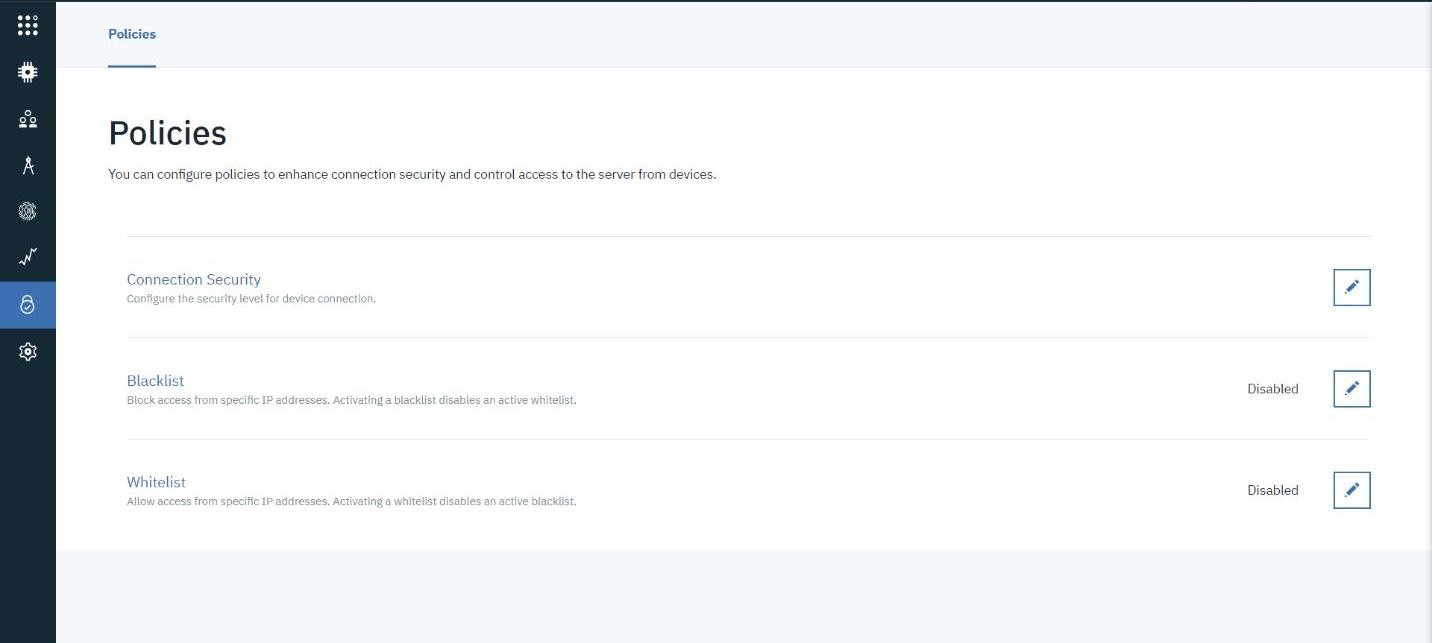 Policies
Policies
You can configure policies to enhance connection security and control access to the server from devices.
Connection Security
Configure the security level for device connection.
Blacklist
Block access from specific IP addresses. Activating a blacklist disables an active whitelist.
Disabled
Whitelist
Allow access from specific IP addresses. Activating a whitelist disables an active blacklist.
Disabled